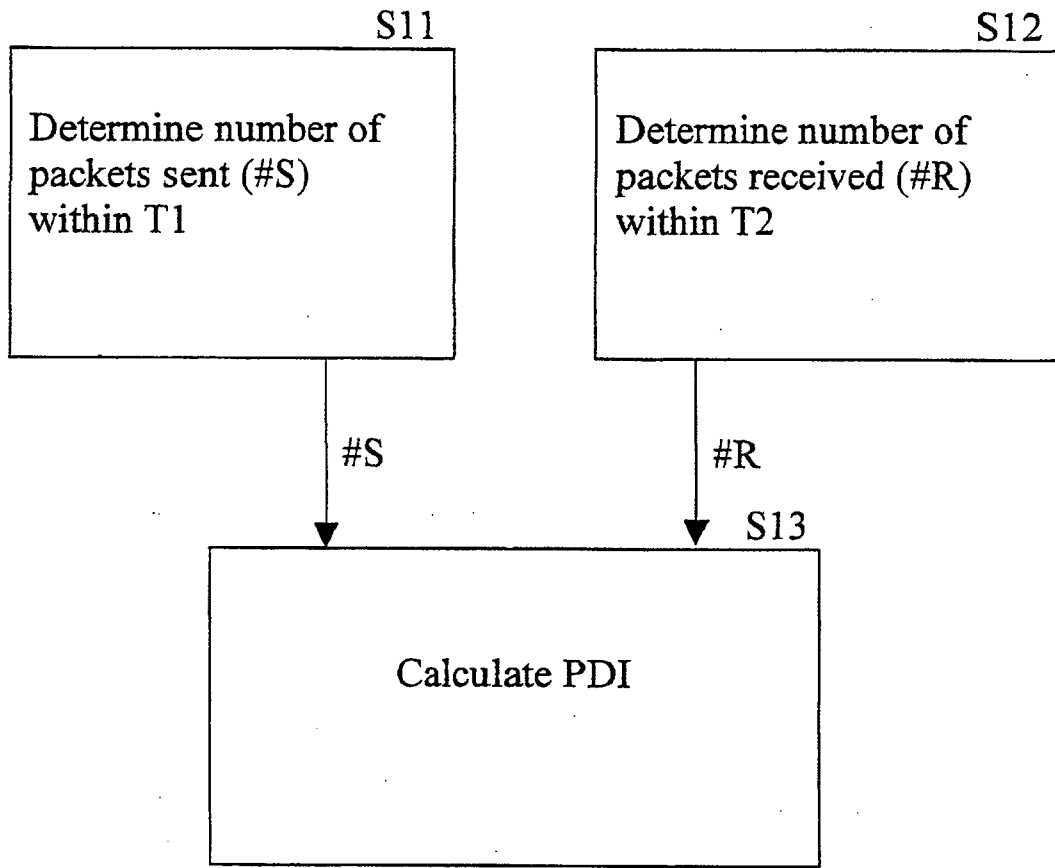 S11
Determine number of
packets sent (#S)
within T1
S12
Determine number of
packets received (#R)
within T2
#S
#R
S13
Calculate PDI